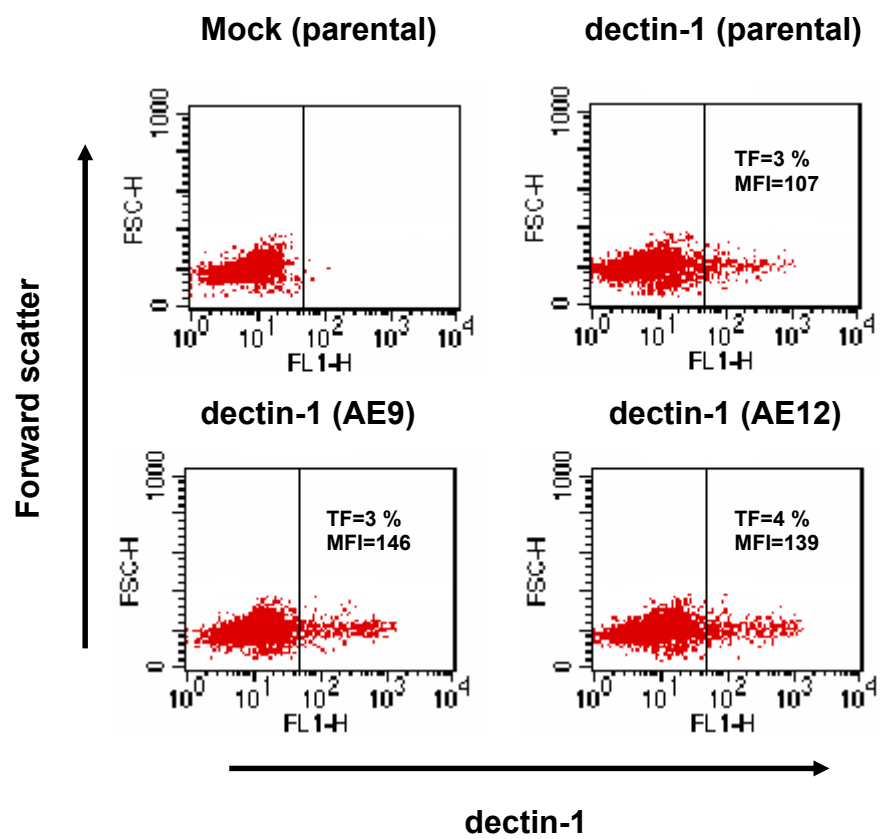 Mock (parental)
dectin-1 (parental)
1000
FSC-H
0
10^0 10^1 10^2 10^3 10^4
FL1-H
1000
FSC-H
0
TF=3 %
MFI=107
10^0 10^1 10^2 10^3 10^4
FL1-H
Forward scatter
dectin-1 (AE9)
dectin-1 (AE12)
1000
FSC-H
0
TF=3 %
MFI=146
10^0 10^1 10^2 10^3 10^4
FL1-H
1000
FSC-H
0
TF=4 %
MFI=139
10^0 10^1 10^2 10^3 10^4
FL1-H
dectin-1